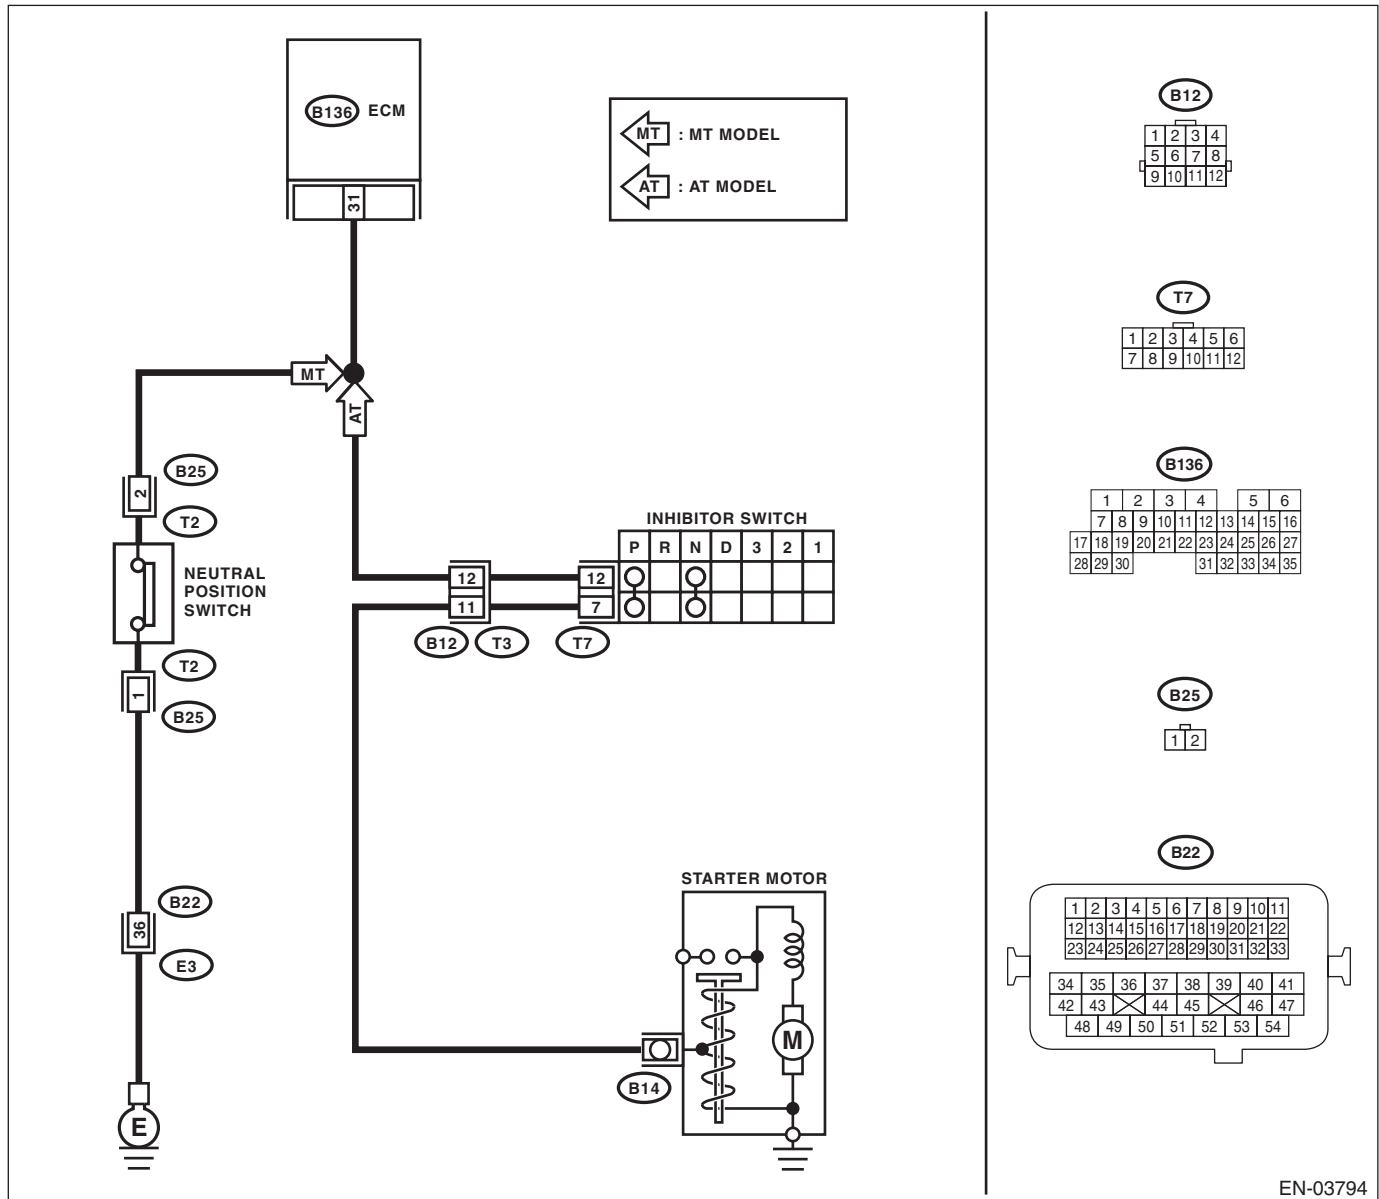 B136 ECM
31
MT : MT MODEL
AT : AT MODEL
MT
AT
B25
2
T2
NEUTRAL
POSITION
SWITCH
T2
1
B25
B22
36
E3
E
INHIBITOR SWITCH
P R N D 3 2 1
12 12
11 7
B12 T3 T7
STARTER MOTOR
M
B14
B12
1 2 3 4
5 6 7 8
9 10 11 12
T7
1 2 3 4 5 6
7 8 9 10 11 12
B136
1 2 3 4 5 6
7 8 9 10 11 12 13 14 15 16
17 18 19 20 21 22 23 24 25 26 27
28 29 30 31 32 33 34 35
B25
1 2
B22
1 2 3 4 5 6 7 8 9 10 11
12 13 14 15 16 17 18 19 20 21 22
23 24 25 26 27 28 29 30 31 32 33
34 35 36 37 38 39 40 41
42 43 44 45 46 47
48 49 50 51 52 53 54
EN-03794